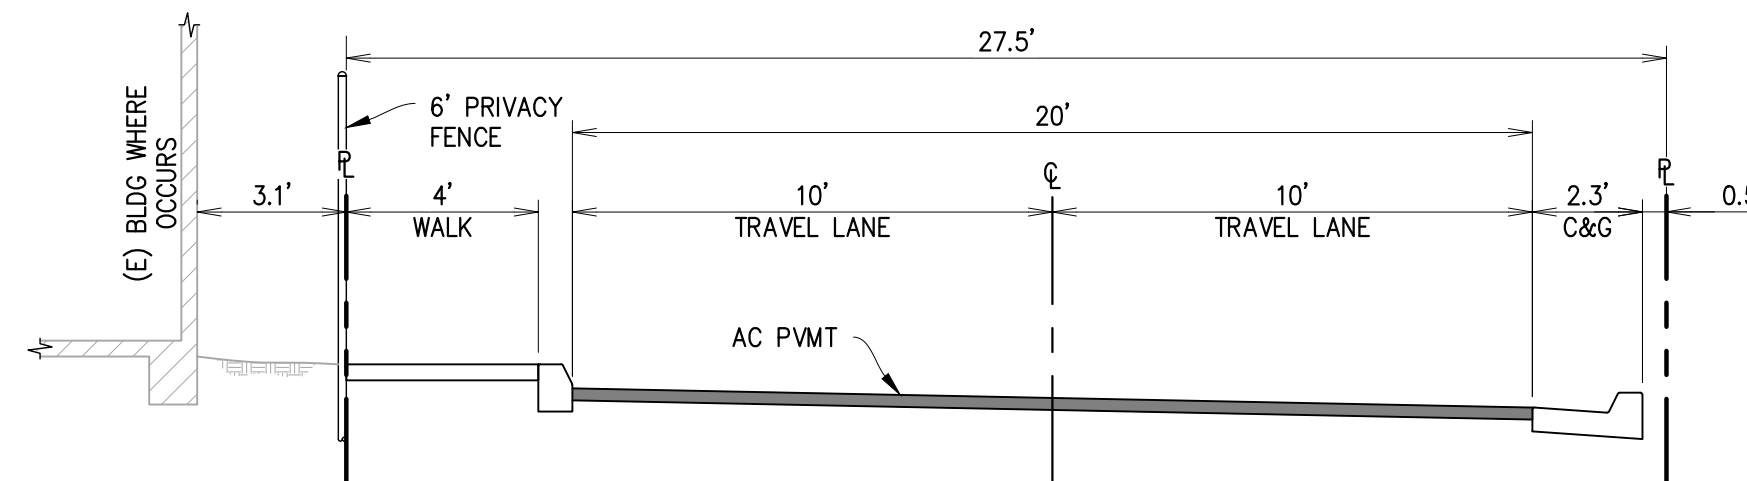 27.5'
6' PRIVACY
FENCE
20'
(E) BLDG WHERE
OCCURS
PL
CL
PL
3.1'
4'
10'
10'
2.3'
WALK
TRAVEL LANE
TRAVEL LANE
C&G
AC PVMT